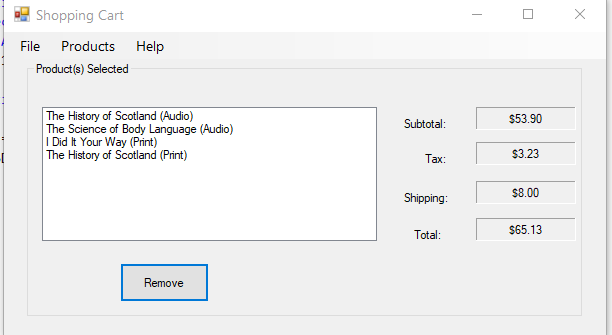 Shopping Cart
File Products Help
Product(s) Selected
The History of Scotland (Audio)
The Science of Body Language (Audio)
I Did It Your Way (Print)
The History of Scotland (Print)
Subtotal: $53.90
Tax: $3.23
Shipping: $8.00
Total: $65.13
Remove